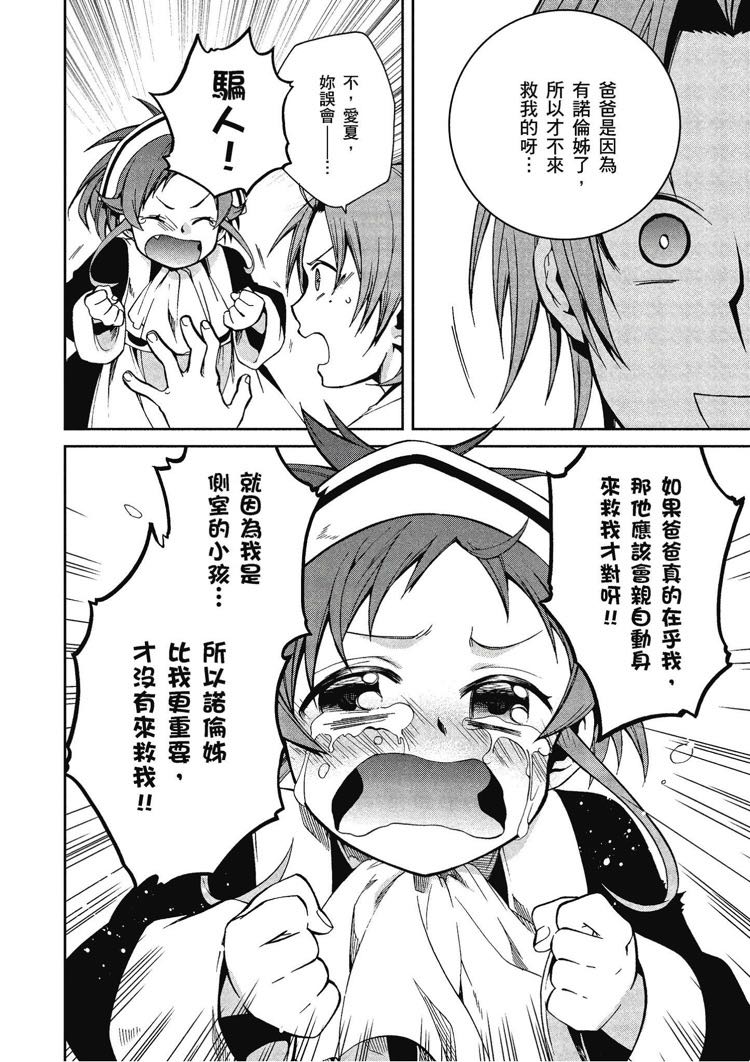 爸爸是因為
有諾倫姊了，
所以才不來
救我的呀…
不，愛夏，
妳誤會──…
騙人！
如果爸爸真的在乎我，
那他應該會親自動身
來救我才對呀!!
就因為我是
側室的小孩…
所以諾倫姊
比我更重要，
才沒有來救我!!